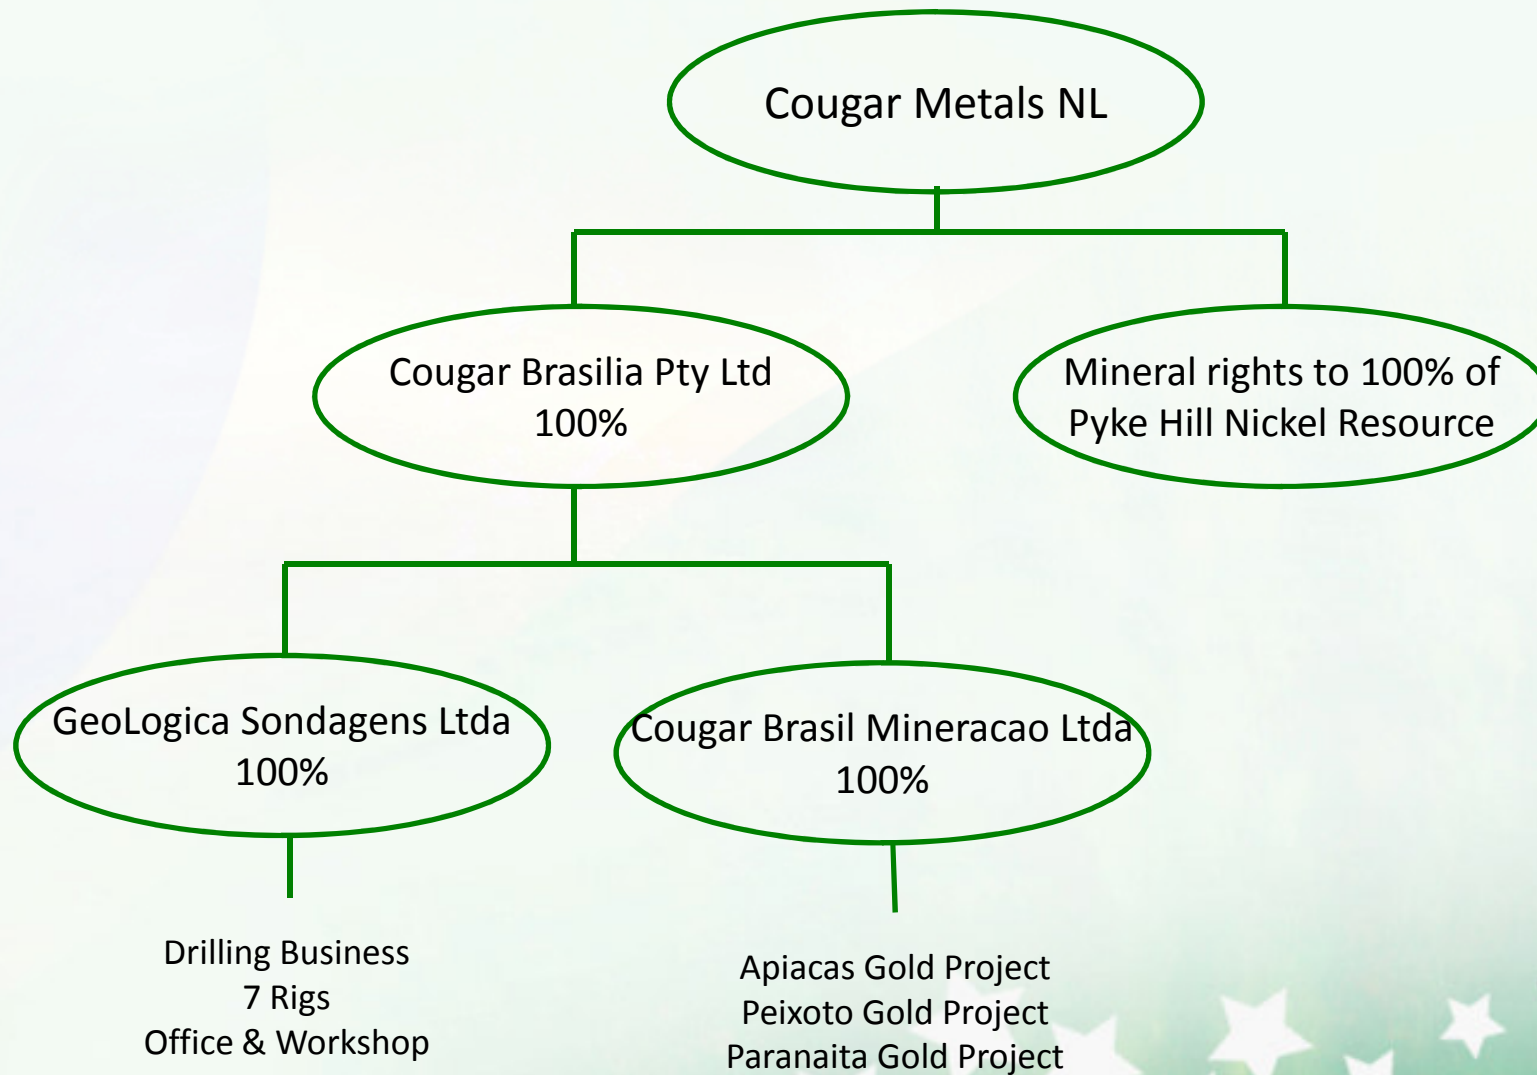 Cougar Metals NL
Cougar Brasilia Pty Ltd
100%
Mineral rights to 100% of
Pyke Hill Nickel Resource
GeoLogica Sondagens Ltda
100%
Cougar Brasil Mineracao Ltda
100%
Drilling Business
7 Rigs
Office & Workshop
Apiacas Gold Project
Peixoto Gold Project
Paranaita Gold Project